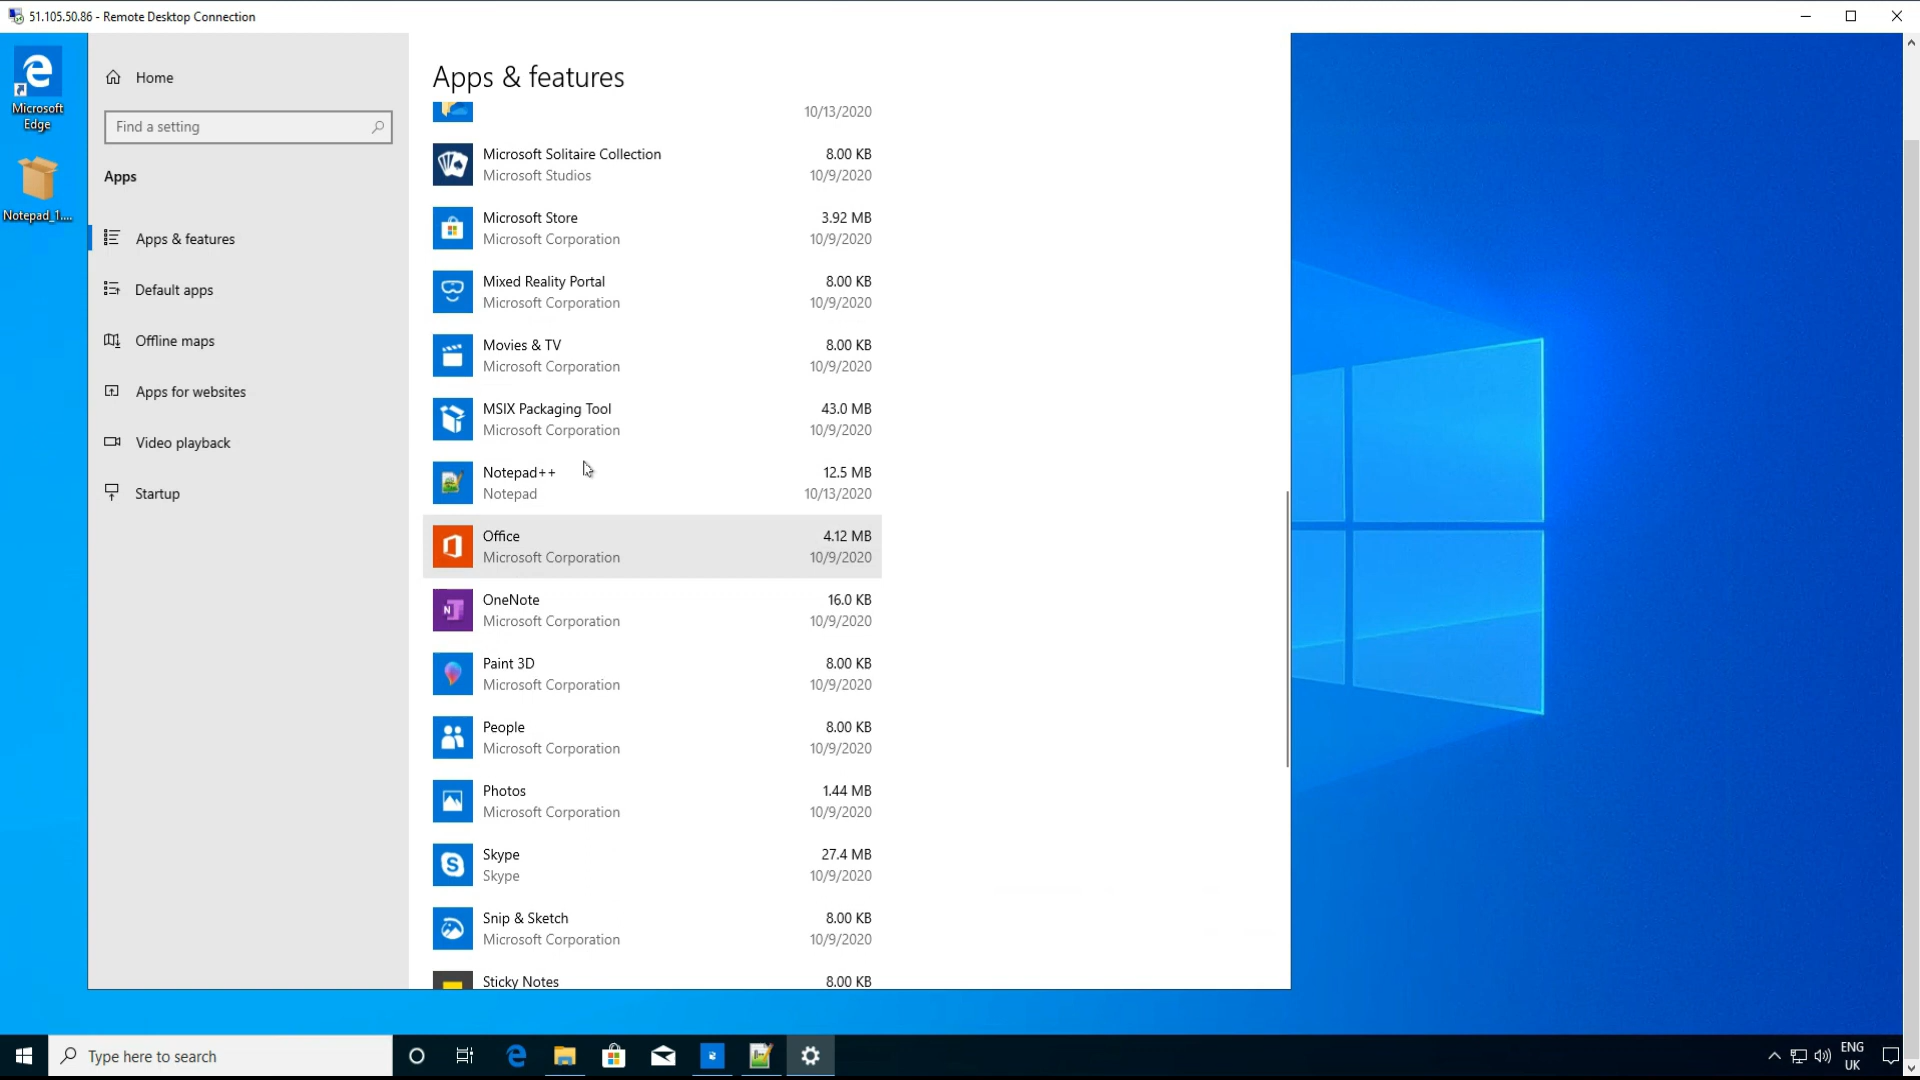 51.105.50.86 - Remote Desktop Connection
Microsoft
Edge
Notepad_1....
Home
Find a setting
Apps
Apps & features
Default apps
Offline maps
Apps for websites
Video playback
Startup
Apps & features
10/13/2020
Microsoft Solitaire Collection 8.00 KB
Microsoft Studios 10/9/2020
Microsoft Store 3.92 MB
Microsoft Corporation 10/9/2020
Mixed Reality Portal 8.00 KB
Microsoft Corporation 10/9/2020
Movies & TV 8.00 KB
Microsoft Corporation 10/9/2020
MSIX Packaging Tool 43.0 MB
Microsoft Corporation 10/9/2020
Notepad++ 12.5 MB
Notepad 10/13/2020
Office 4.12 MB
Microsoft Corporation 10/9/2020
OneNote 16.0 KB
Microsoft Corporation 10/9/2020
Paint 3D 8.00 KB
Microsoft Corporation 10/9/2020
People 8.00 KB
Microsoft Corporation 10/9/2020
Photos 1.44 MB
Microsoft Corporation 10/9/2020
Skype 27.4 MB
Skype 10/9/2020
Snip & Sketch 8.00 KB
Microsoft Corporation 10/9/2020
Sticky Notes 8.00 KB
Type here to search
ENG
UK